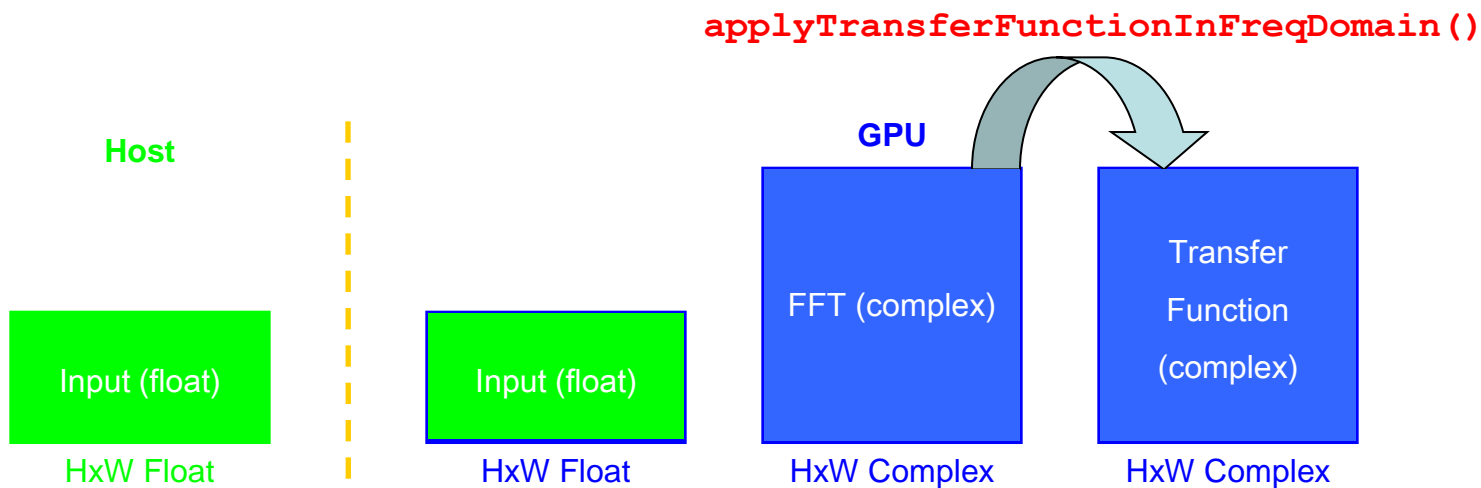 applyTransferFunctionInFreqDomain()
Host
GPU
Input (float)
Input (float)
FFT (complex)
Transfer
Function
(complex)
HxW Float
HxW Float
HxW Complex
HxW Complex